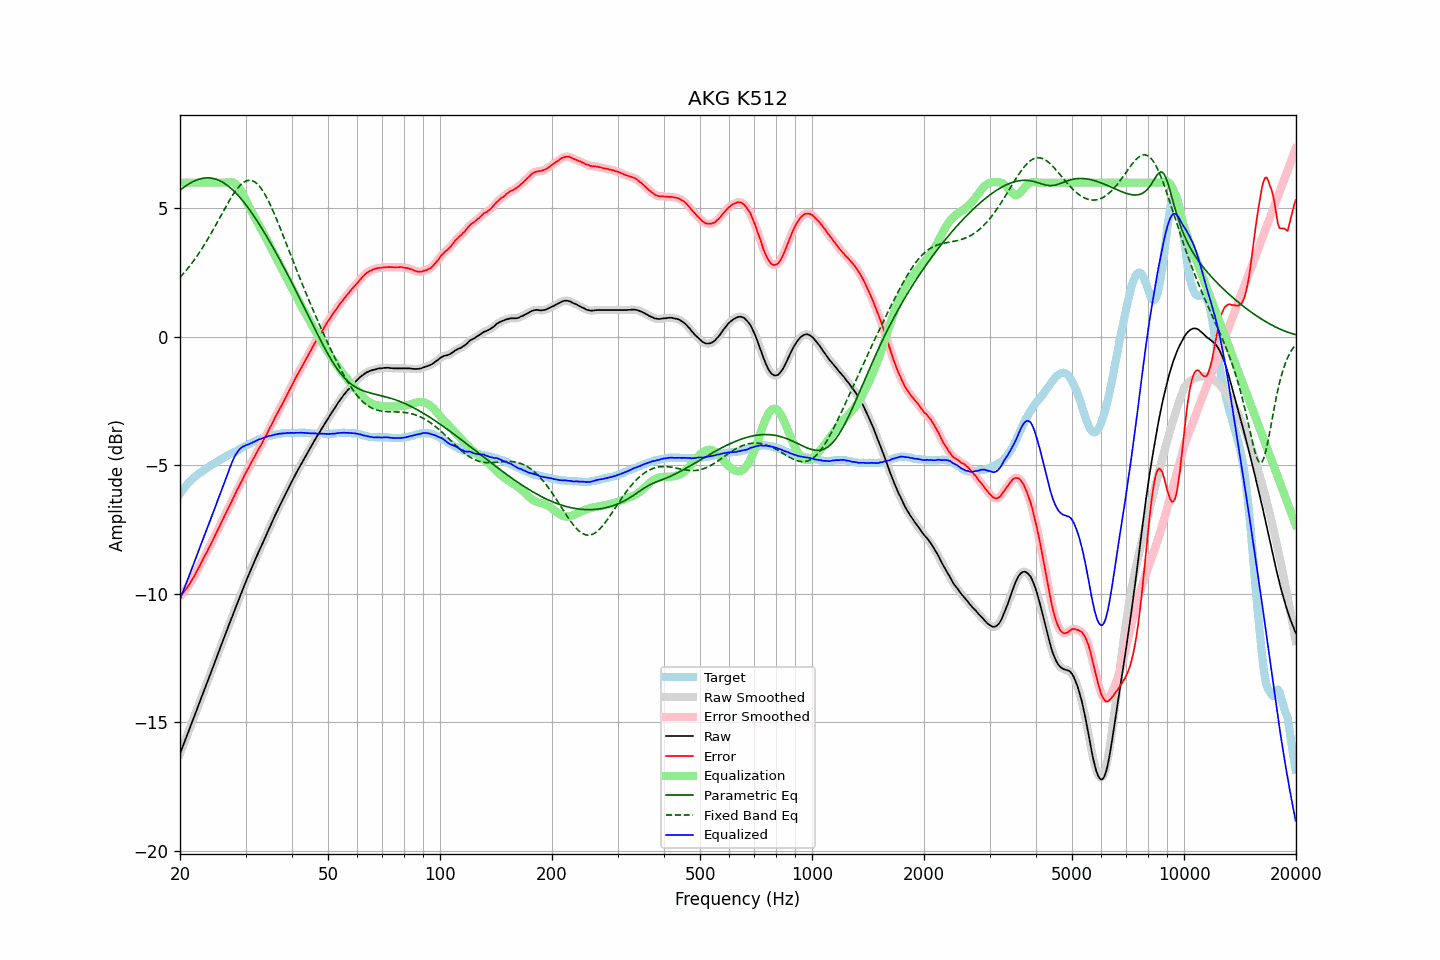 AKG K512
Amplitude (dBr)
5
0
−5
−10
−15
−20
Target
Raw Smoothed
Error Smoothed
Raw
Error
Equalization
Parametric Eq
Fixed Band Eq
Equalized
20 50 100 200 500 1000 2000 5000 10000 20000
Frequency (Hz)